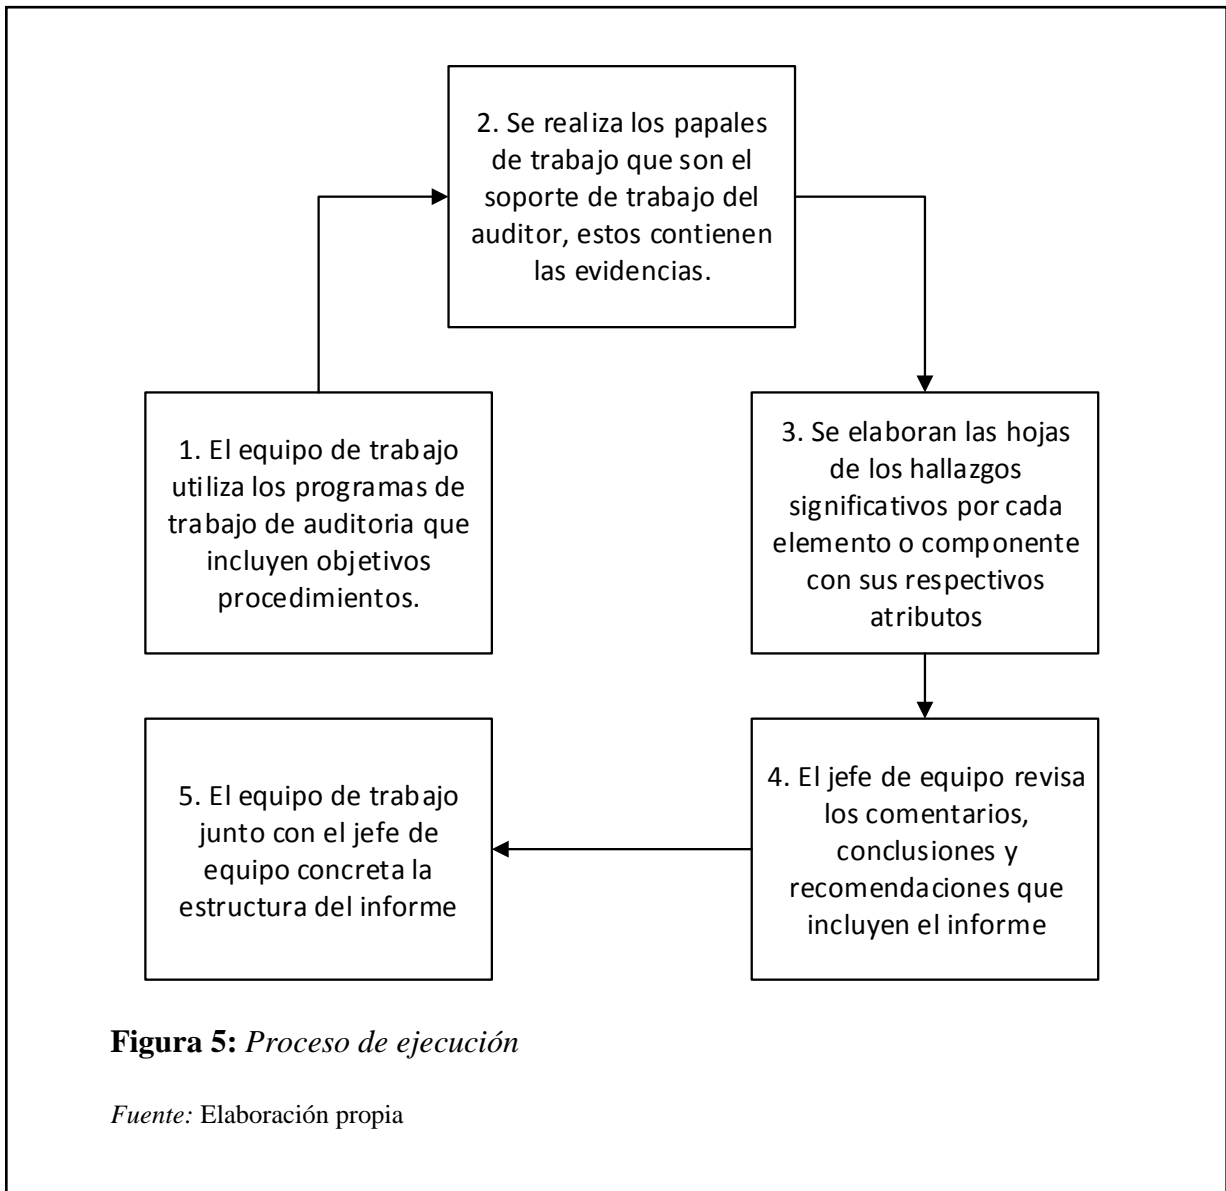 2. Se realiza los papales
de trabajo que son el
soporte de trabajo del
auditor, estos contienen
las evidencias.
1. El equipo de trabajo
utiliza los programas de
trabajo de auditoria que
incluyen objetivos
procedimientos.
3. Se elaboran las hojas
de los hallazgos
significativos por cada
elemento o componente
con sus respectivos
atributos
4. El jefe de equipo revisa
los comentarios,
conclusiones y
recomendaciones que
incluyen el informe
5. El equipo de trabajo
junto con el jefe de
equipo concreta la
estructura del informe
Figura 5: Proceso de ejecución
Fuente: Elaboración propia